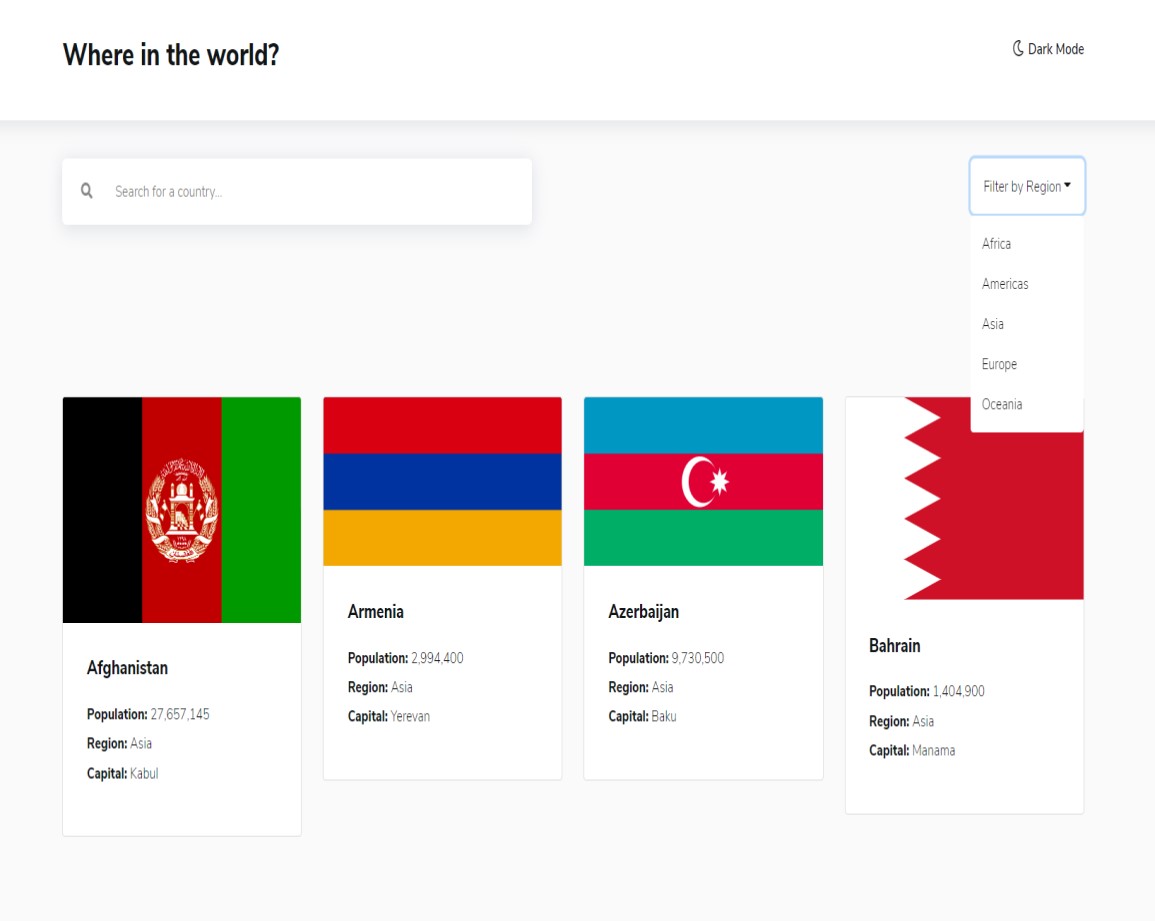 Where in the world?
Dark Mode
Search for a country...
Filter by Region
Africa
Americas
Asia
Europe
Oceania
Afghanistan
Population: 27,657,145
Region: Asia
Capital: Kabul
Armenia
Population: 2,994,400
Region: Asia
Capital: Yerevan
Azerbaijan
Population: 9,730,500
Region: Asia
Capital: Baku
Bahrain
Population: 1,404,900
Region: Asia
Capital: Manama